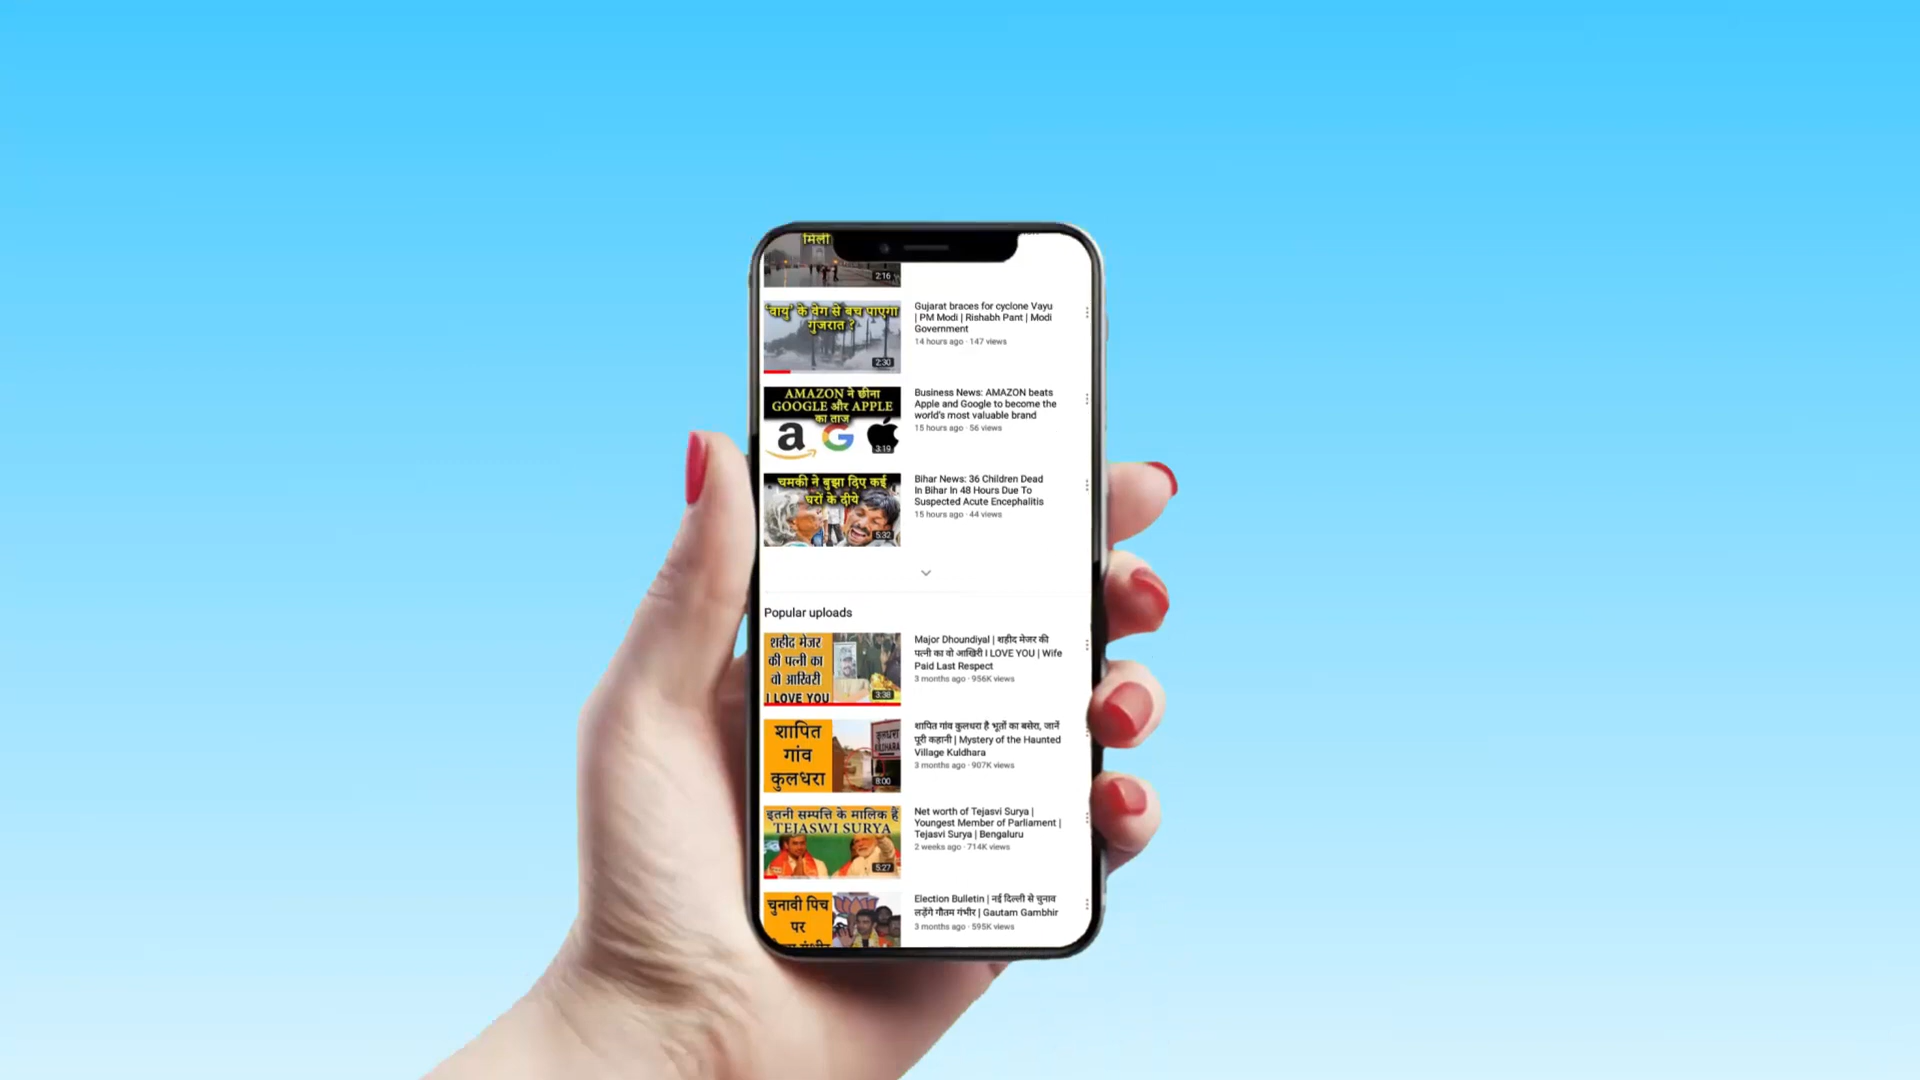 मिली
2:16
'वायु' के वेग से बच पाएगा
गुजरात ?
2:30
Gujarat braces for cyclone Vayu
| PM Modi | Rishabh Pant | Modi
Government
14 hours ago · 147 views
AMAZON ने छीना
GOOGLE और APPLE
का ताज
a G
3:19
Business News: AMAZON beats
Apple and Google to become the
world's most valuable brand
15 hours ago · 56 views
चमकी ने बुझा दिए कई
घरों के दीये
5:32
Bihar News: 36 Children Dead
In Bihar In 48 Hours Due To
Suspected Acute Encephalitis
15 hours ago · 44 views
Popular uploads
शहीद मेजर
की पत्नी का
वो आखिरी
I LOVE YOU
3:38
Major Dhoundiyal | शहीद मेजर की
पत्नी का वो आखिरी I LOVE YOU | Wife
Paid Last Respect
3 months ago · 956K views
शापित
गांव
कुलधरा
8:00
शापित गांव कुलधरा है भूतों का बसेरा, जानें
पूरी कहानी | Mystery of the Haunted
Village Kuldhara
3 months ago · 907K views
इतनी सम्पत्ति के मालिक हैं
TEJASWI SURYA
5:27
Net worth of Tejasvi Surya |
Youngest Member of Parliament |
Tejasvi Surya | Bengaluru
2 weeks ago · 714K views
चुनावी पिच
पर
Election Bulletin | नई दिल्ली से चुनाव
लड़ेंगे गौतम गंभीर | Gautam Gambhir
3 months ago · 595K views